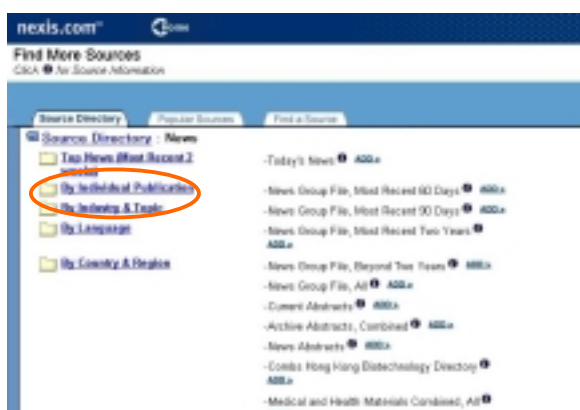 nexis.com™ Home
Find More Sources
Click i for Source Information
Source Directory Popular Sources Find a Source
Source Directory : News
Top News (Most Recent 2
weeks)
-Today's News ADD»
By Individual Publication
-News Group File, Most Recent 60 Days ADD»
By Industry & Topic
-News Group File, Most Recent 90 Days ADD»
By Language
-News Group File, Most Recent Two Years
ADD»
By Country & Region
-News Group File, Beyond Two Years ADD»
-News Group File, All ADD»
-Current Abstracts ADD»
-Archive Abstracts, Combined ADD»
-News Abstracts ADD»
-Combs Hong Kong Biotechnology Directory
ADD»
-Medical and Health Materials Combined, All